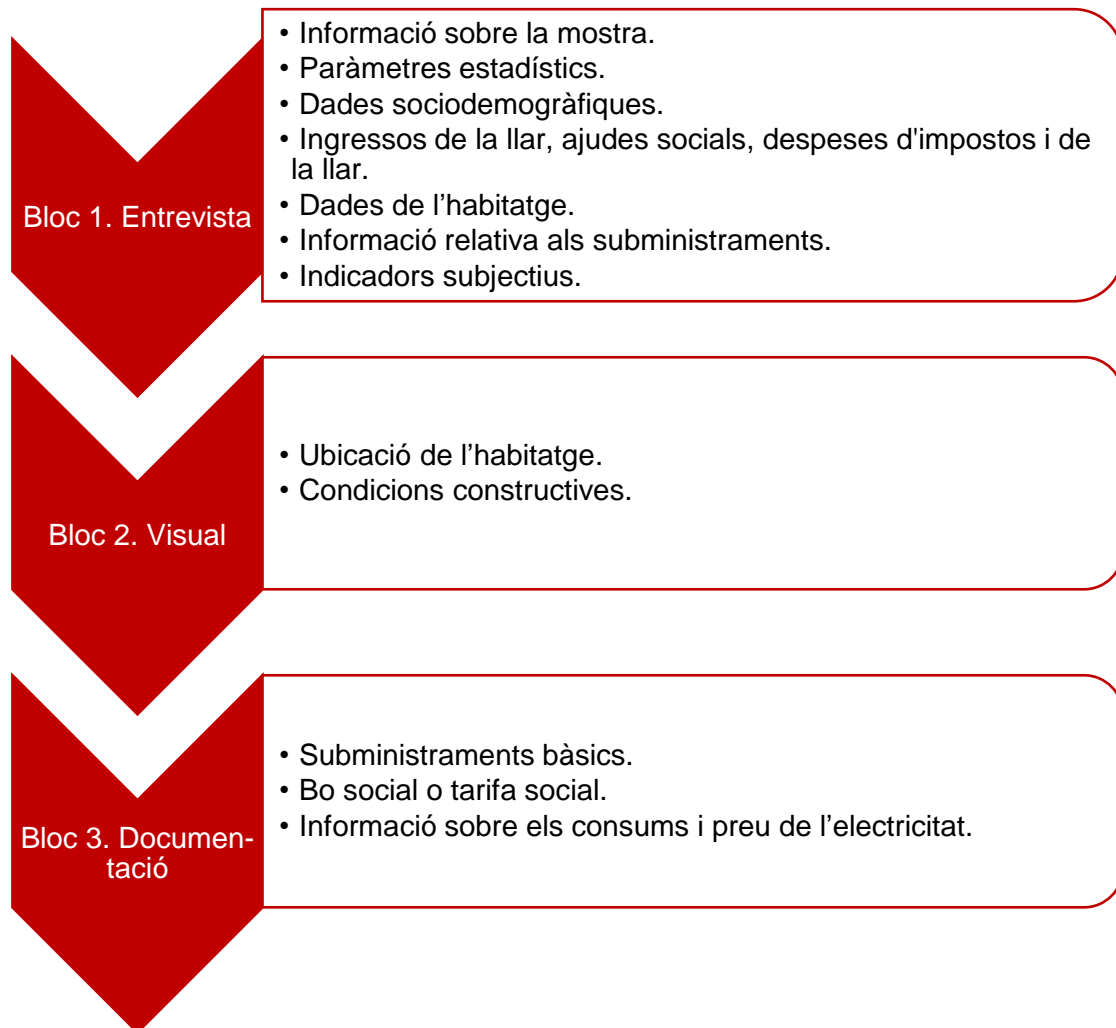 Bloc 1. Entrevista
• Informació sobre la mostra.
• Paràmetres estadístics.
• Dades sociodemogràfiques.
• Ingressos de la llar, ajudes socials, despeses d'impostos i de
la llar.
• Dades de l’habitatge.
• Informació relativa als subministraments.
• Indicadors subjectius.
Bloc 2. Visual
• Ubicació de l’habitatge.
• Condicions constructives.
Bloc 3. Documen-
tació
• Subministraments bàsics.
• Bo social o tarifa social.
• Informació sobre els consums i preu de l’electricitat.